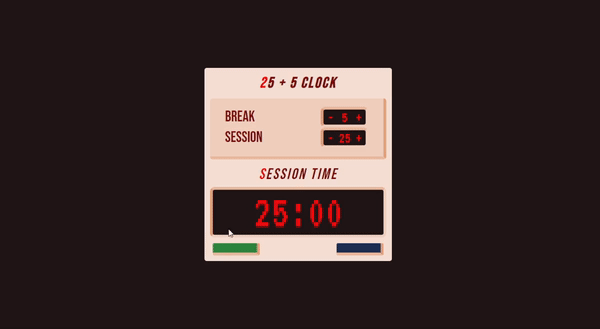 25 + 5 CLOCK
BREAK - 5 +
SESSION - 25 +
SESSION TIME
25:00